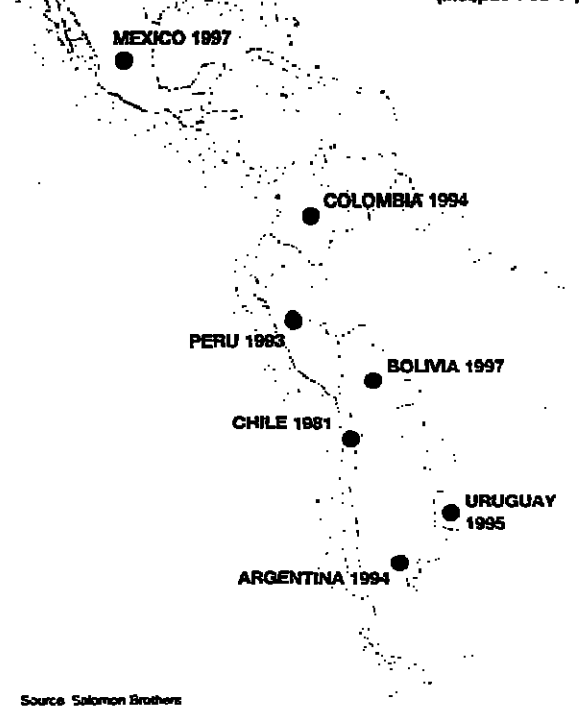 MEXICO 1997
COLOMBIA 1994
PERU 1993
BOLIVIA 1997
CHILE 1981
URUGUAY
1995
ARGENTINA 1994
Source Salomon Brothers